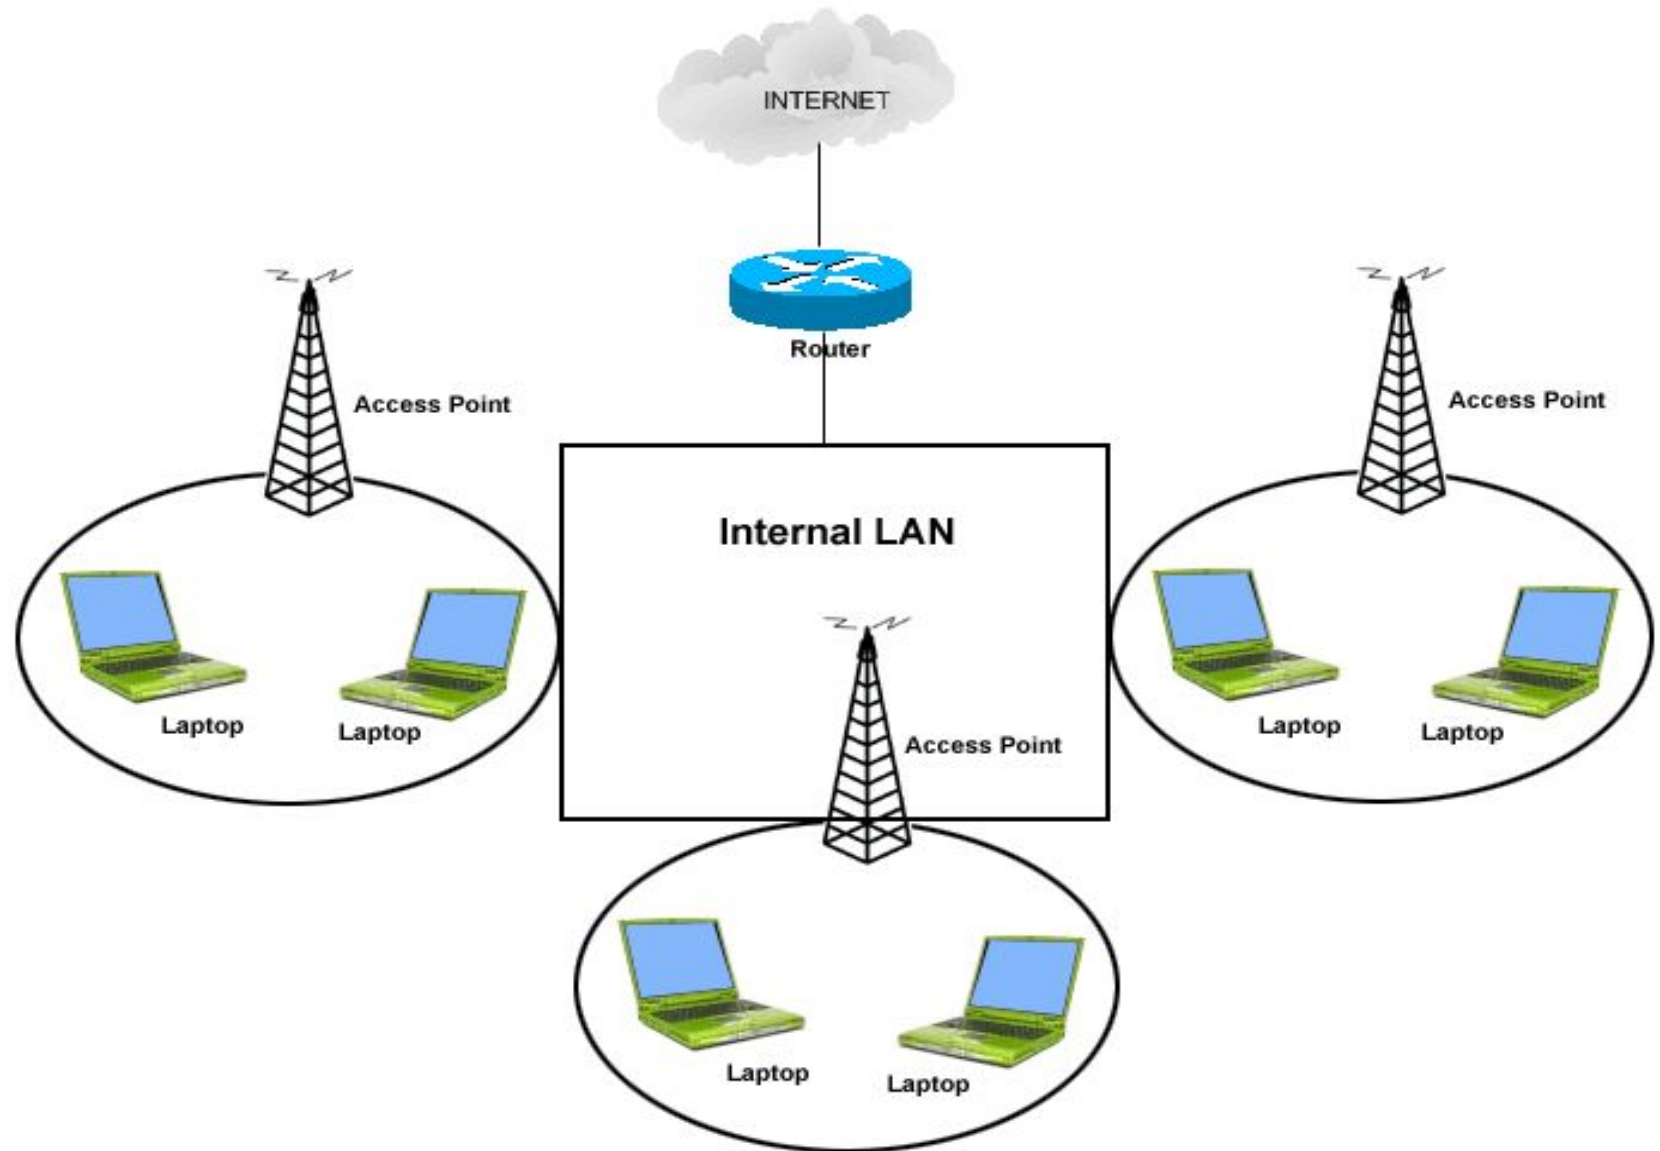 INTERNET
Router
Access Point
Access Point
Internal LAN
Laptop
Laptop
Access Point
Laptop
Laptop
Laptop
Laptop